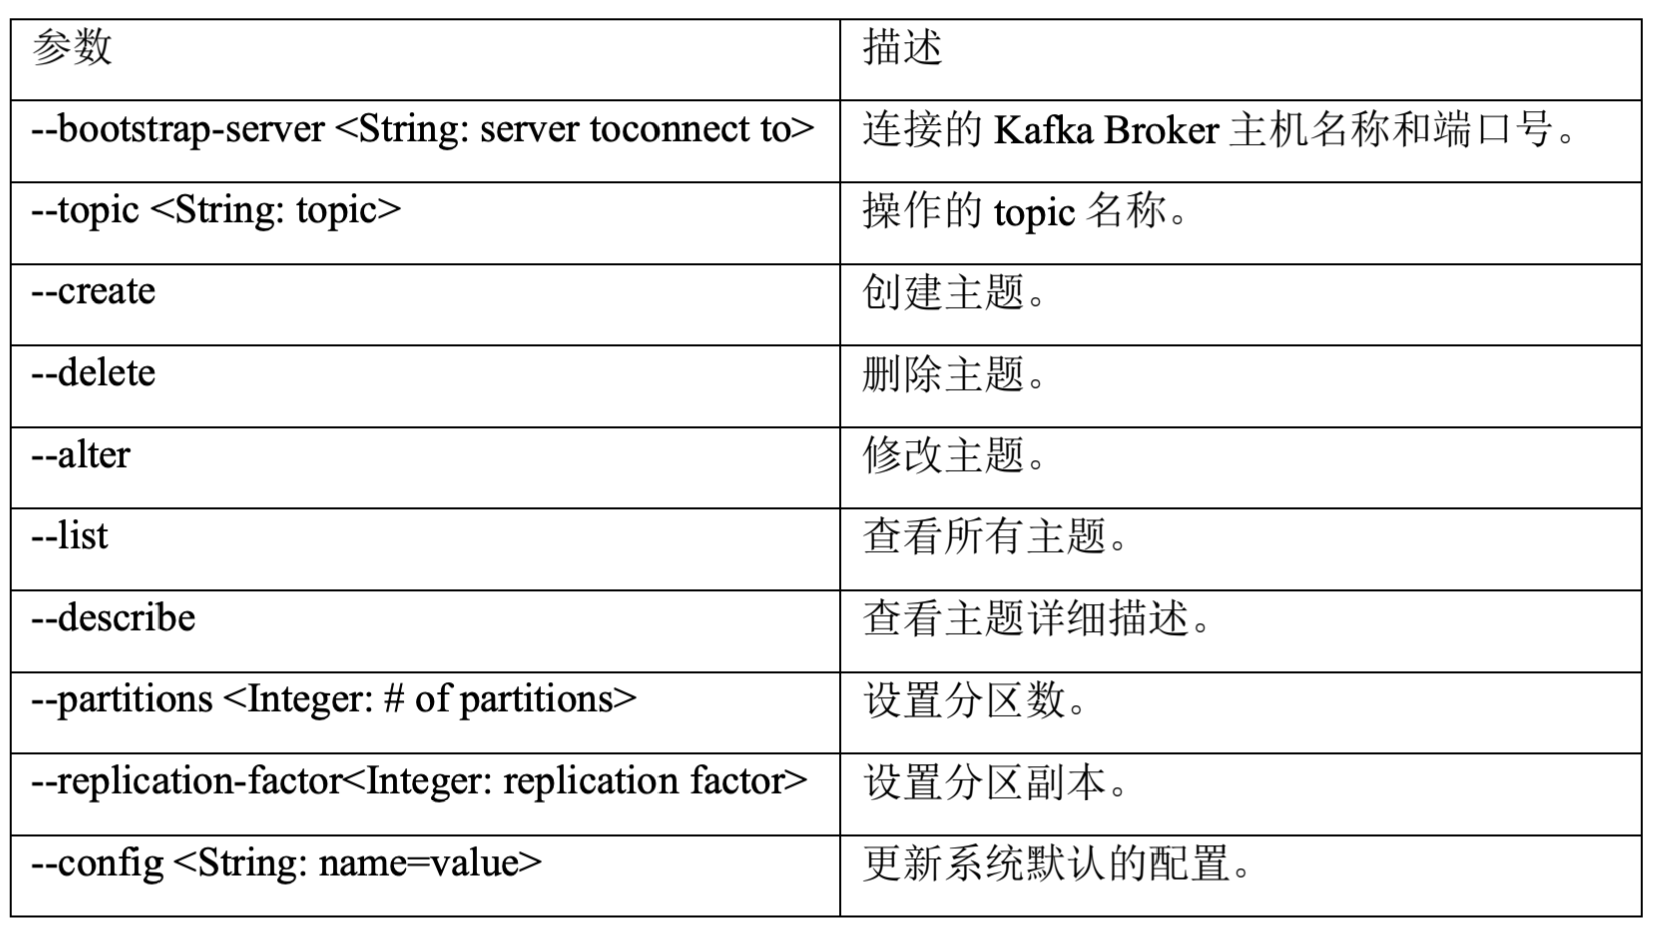 参数
描述
--bootstrap-server <String: server toconnect to>
连接的 Kafka Broker 主机名称和端口号。
--topic <String: topic>
操作的 topic 名称。
--create
创建主题。
--delete
删除主题。
--alter
修改主题。
--list
查看所有主题。
--describe
查看主题详细描述。
--partitions <Integer: # of partitions>
设置分区数。
--replication-factor<Integer: replication factor>
设置分区副本。
--config <String: name=value>
更新系统默认的配置。